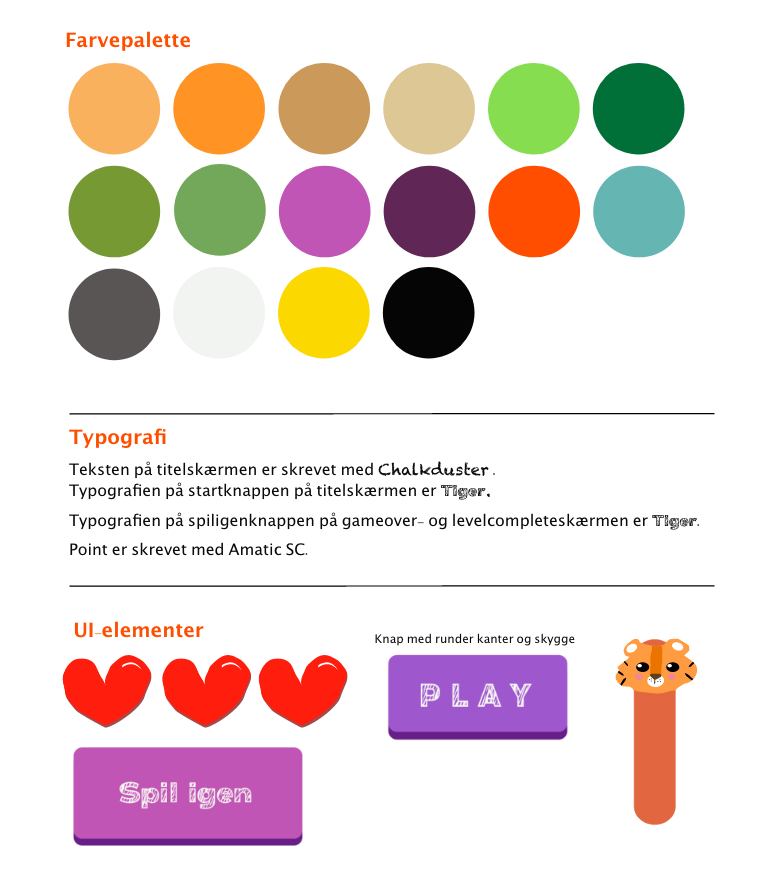 Farvepalette
Typografi
Teksten på titelskærmen er skrevet med Chalkduster .
Typografien på startknappen på titelskærmen er Tiger.
Typografien på spiligenknappen på gameover- og levelcompleteskærmen er Tiger.
Point er skrevet med Amatic SC.
UI-elementer
Knap med runder kanter og skygge
PLAY
Spil igen